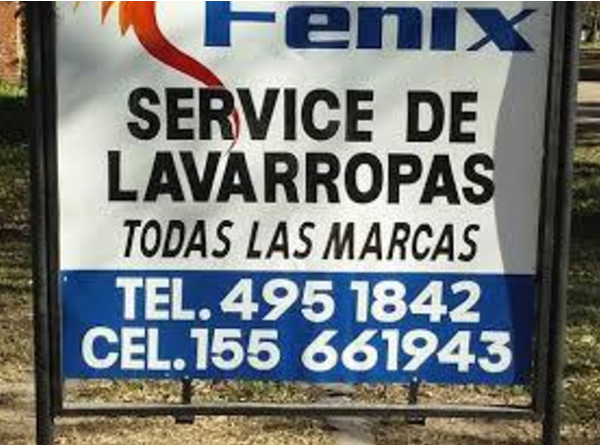 Fenix
SERVICE DE
LAVARROPAS
TODAS LAS MARCAS
TEL. 495 1842
CEL. 155 661943